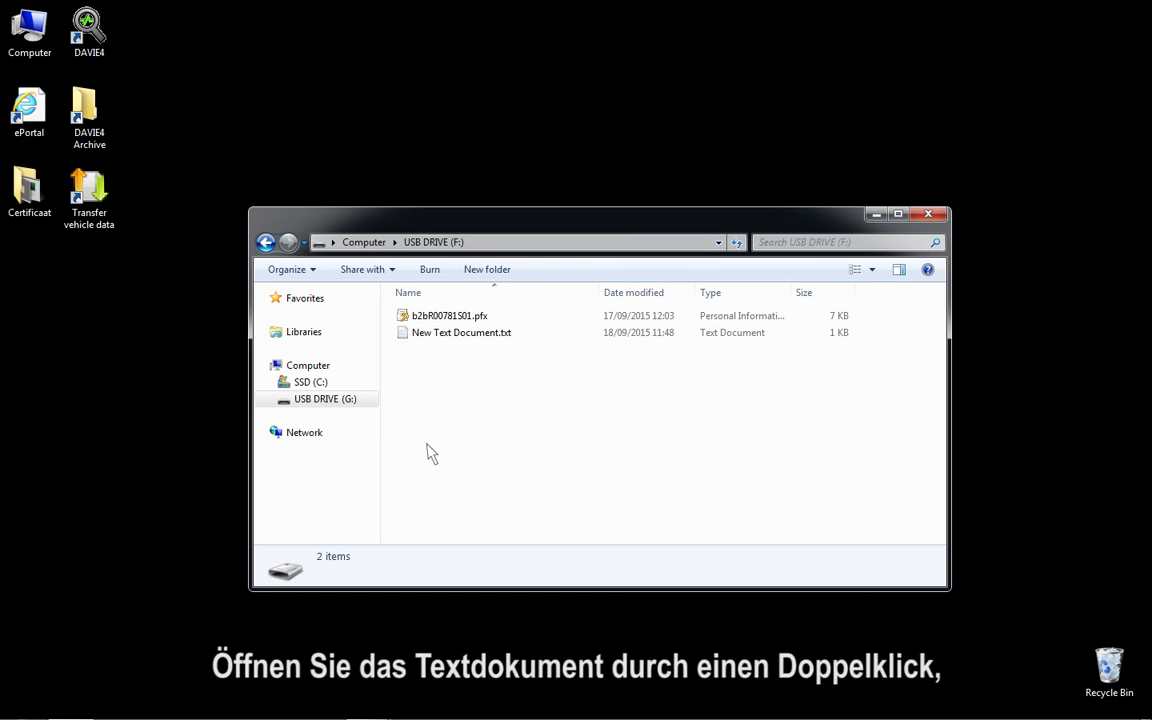 Computer
DAVIE4
ePortal
DAVIE4
Archive
Certificaat
Transfer
vehicle data
Computer
USB DRIVE (F:)
Search USB DRIVE (F:)
Organize
Share with
Burn
New folder
Favorites
Libraries
Computer
SSD (C:)
USB DRIVE (G:)
Network
Name
Date modified
Type
Size
b2bR00781S01.pfx
17/09/2015 12:03
Personal Informati...
7 KB
New Text Document.txt
18/09/2015 11:48
Text Document
1 KB
2 items
Öffnen Sie das Textdokument durch einen Doppelklick,
Recycle Bin